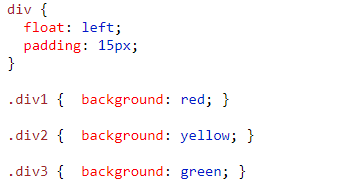 div {
  float: left;
  padding: 15px;
}
.div1 {  background: red; }
.div2 {  background: yellow; }
.div3 {  background: green; }